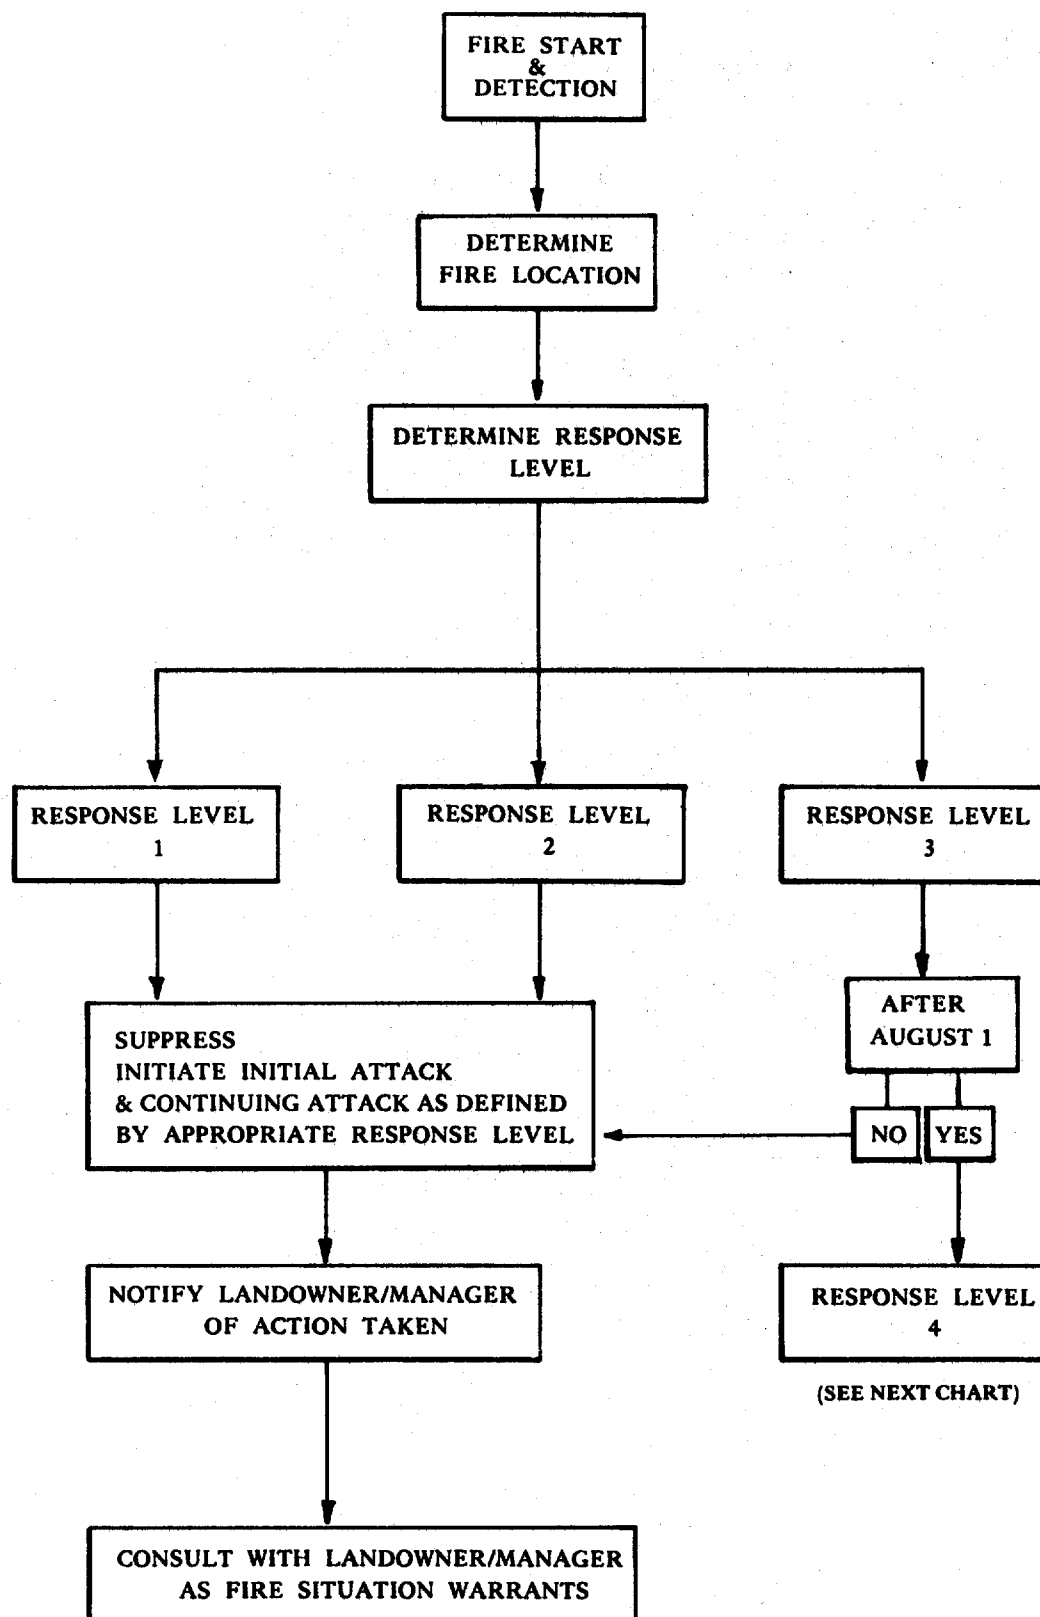 FIRE START
&
DETECTION
DETERMINE
FIRE LOCATION
DETERMINE RESPONSE
LEVEL
RESPONSE LEVEL
1
RESPONSE LEVEL
2
RESPONSE LEVEL
3
SUPPRESS
INITIATE INITIAL ATTACK
& CONTINUING ATTACK AS DEFINED
BY APPROPRIATE RESPONSE LEVEL
AFTER
AUGUST 1
NO
YES
NOTIFY LANDOWNER/MANAGER
OF ACTION TAKEN
RESPONSE LEVEL
4
(SEE NEXT CHART)
CONSULT WITH LANDOWNER/MANAGER
AS FIRE SITUATION WARRANTS